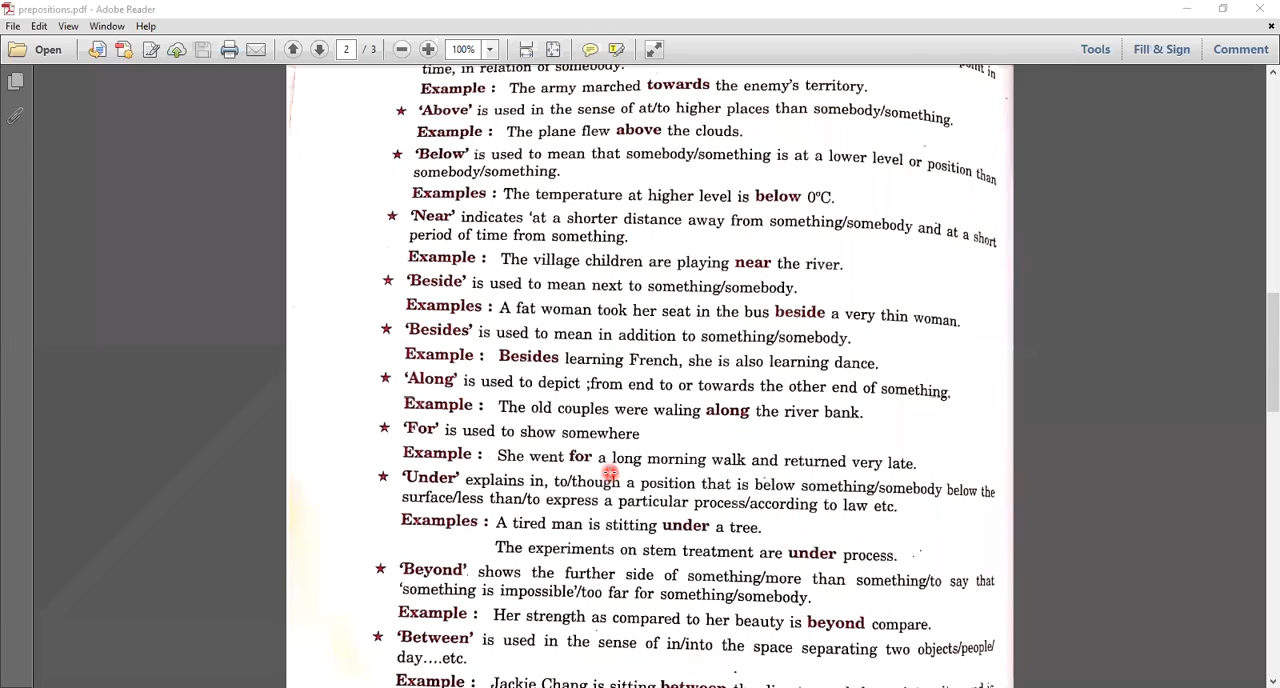 prepositions.pdf - Adobe Reader
File Edit View Window Help
Open 2 / 3 100% Tools Fill & Sign Comment
time, in relation of somebody. point in
Example : The army marched towards the enemy's territory.
★ 'Above' is used in the sense of at/to higher places than somebody/something.
Example : The plane flew above the clouds.
★ 'Below' is used to mean that somebody/something is at a lower level or position than
somebody/something.
Examples : The temperature at higher level is below 0°C.
★ 'Near' indicates 'at a shorter distance away from something/somebody and at a short
period of time from something.
Example : The village children are playing near the river.
★ 'Beside' is used to mean next to something/somebody.
Examples : A fat woman took her seat in the bus beside a very thin woman.
★ 'Besides' is used to mean in addition to something/somebody.
Example : Besides learning French, she is also learning dance.
★ 'Along' is used to depict ;from end to or towards the other end of something.
Example : The old couples were waling along the river bank.
★ 'For' is used to show somewhere
Example : She went for a long morning walk and returned very late.
★ 'Under' explains in, to/though a position that is below something/somebody below the
surface/less than/to express a particular process/according to law etc.
Examples : A tired man is stitting under a tree.
The experiments on stem treatment are under process.
★ 'Beyond' shows the further side of something/more than something/to say that
'something is impossible'/too far for something/somebody.
Example : Her strength as compared to her beauty is beyond compare.
★ 'Between' is used in the sense of in/into the space separating two objects/people/
day....etc.
Example : Jackie Chang is sitting between the